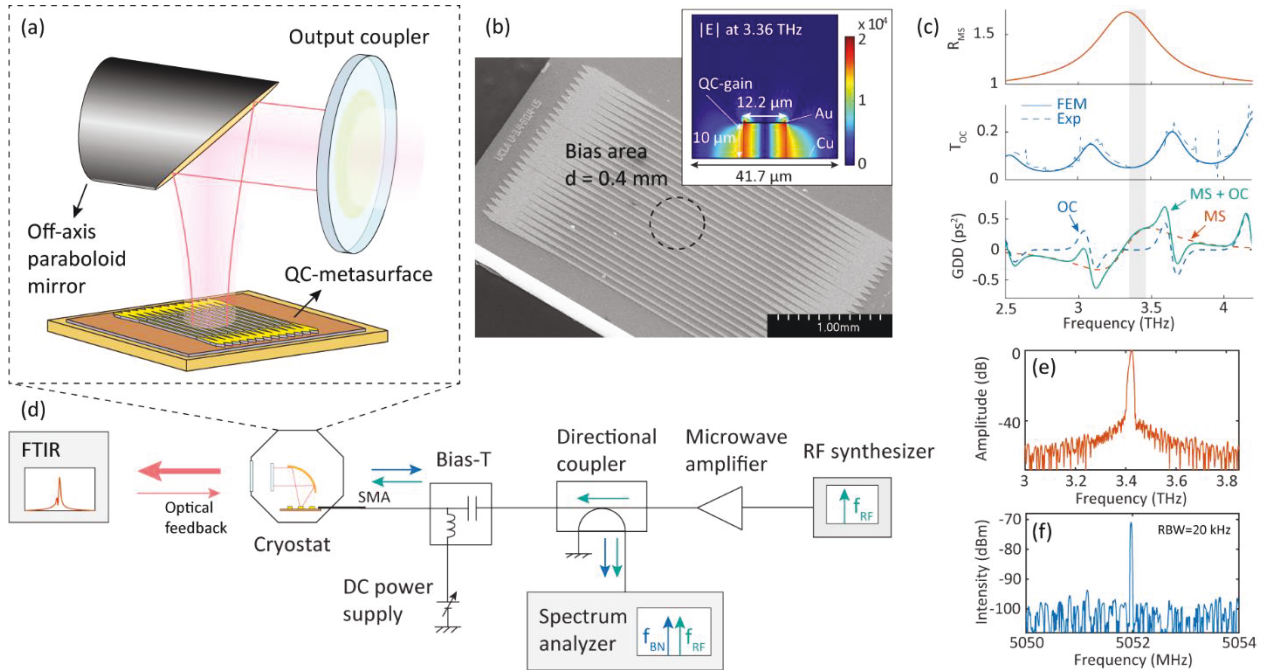 (a)
Output coupler
Off-axis
paraboloid
mirror
QC-metasurface
(b)
|E| at 3.36 THz
QC-gain
12.2 μm
Au
10 μm
Cu
41.7 μm
2
× 10⁴
1.5
1
0.5
0
Bias area
d = 0.4 mm
1.00mm
(c)
R_MS
1.5
1
FEM
Exp
T_OC
0.2
0
OC
MS + OC
MS
GDD (ps²)
0.5
0
-0.5
2.5
3
3.5
4
Frequency (THz)
(d)
FTIR
Optical
feedback
Cryostat
SMA
Bias-T
DC power
supply
Directional
coupler
Microwave
amplifier
RF synthesizer
f_RF
Spectrum
analyzer
f_BN
f_RF
(e)
Amplitude (dB)
0
-40
3
3.2
3.4
3.6
3.8
Frequency (THz)
(f)
RBW=20 kHz
Intensity (dBm)
-70
-80
-90
-100
5050
5052
5054
Frequency (MHz)